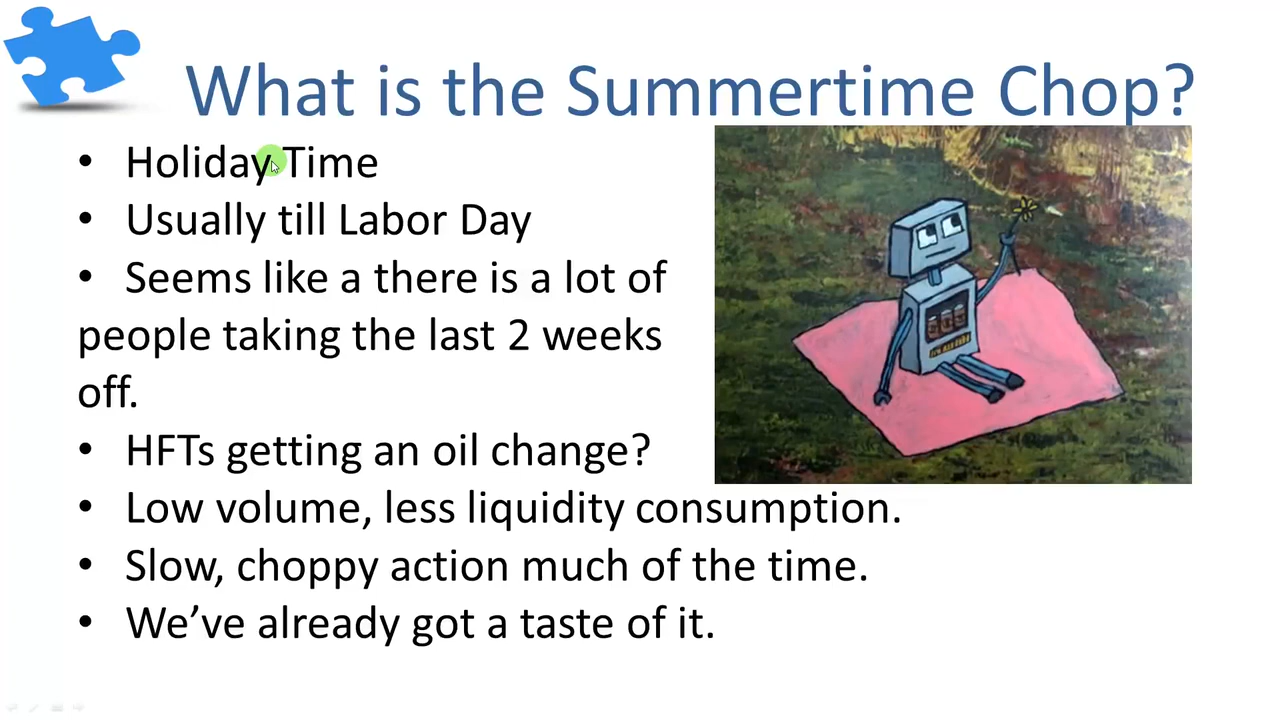 What is the Summertime Chop?
• Holiday Time
• Usually till Labor Day
• Seems like a there is a lot of
people taking the last 2 weeks
off.
• HFTs getting an oil change?
• Low volume, less liquidity consumption.
• Slow, choppy action much of the time.
• We’ve already got a taste of it.